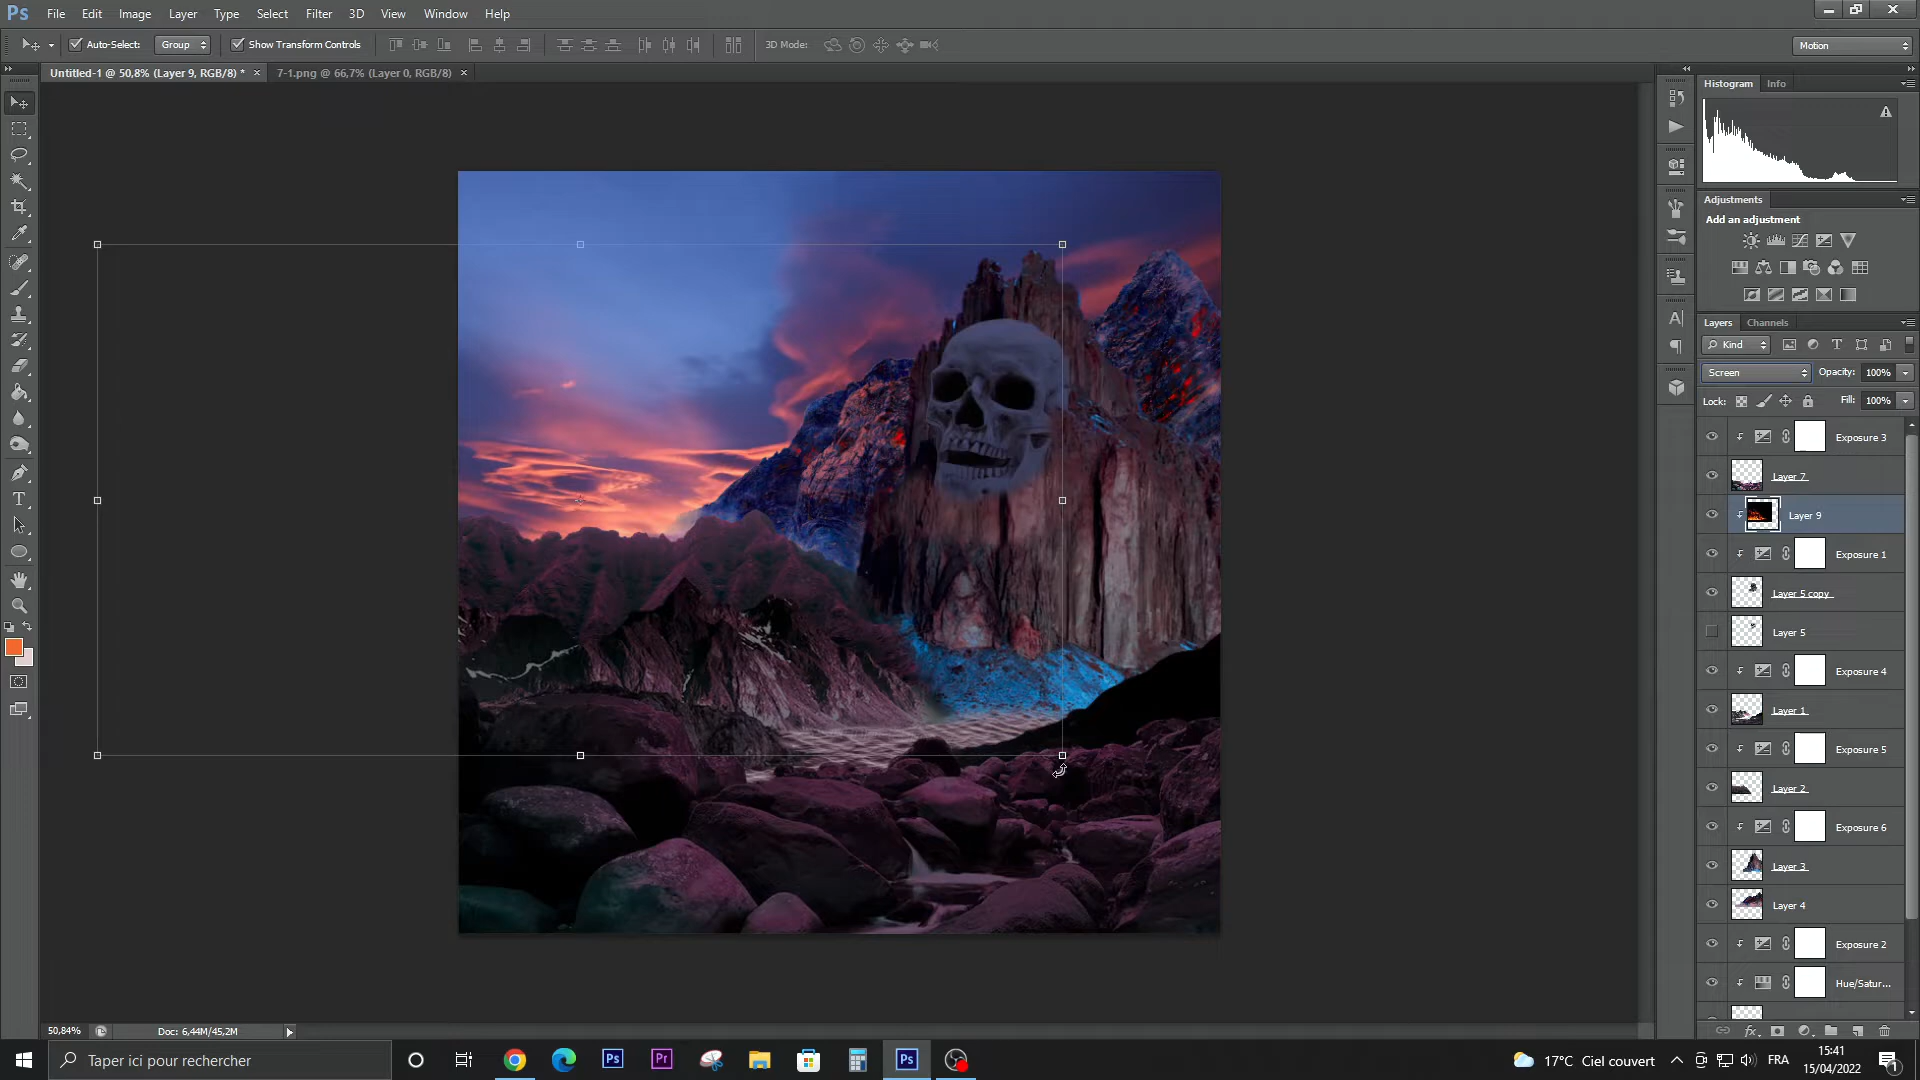 Ps File Edit Image Layer Type Select Filter 3D View Window Help
Auto-Select: Group Show Transform Controls 3D Mode: Motion
Untitled-1 @ 50,8% (Layer 9, RGB/8) * × 7-1.png @ 66,7% (Layer 0, RGB/8) ×
Histogram Info
Adjustments
Add an adjustment
Layers Channels
Kind
Screen Opacity: 100%
Lock: Fill: 100%
Exposure 3
Layer 7
Layer 9
Exposure 1
Layer 5 copy
Layer 5
Exposure 4
Layer 1
Exposure 5
Layer 2
Exposure 6
Layer 3
Layer 4
Exposure 2
Hue/Satur...
50,84% Doc: 6,44M/45,2M
Taper ici pour rechercher Ps Pr Ps 17°C Ciel couvert FRA 15:41
15/04/2022 1